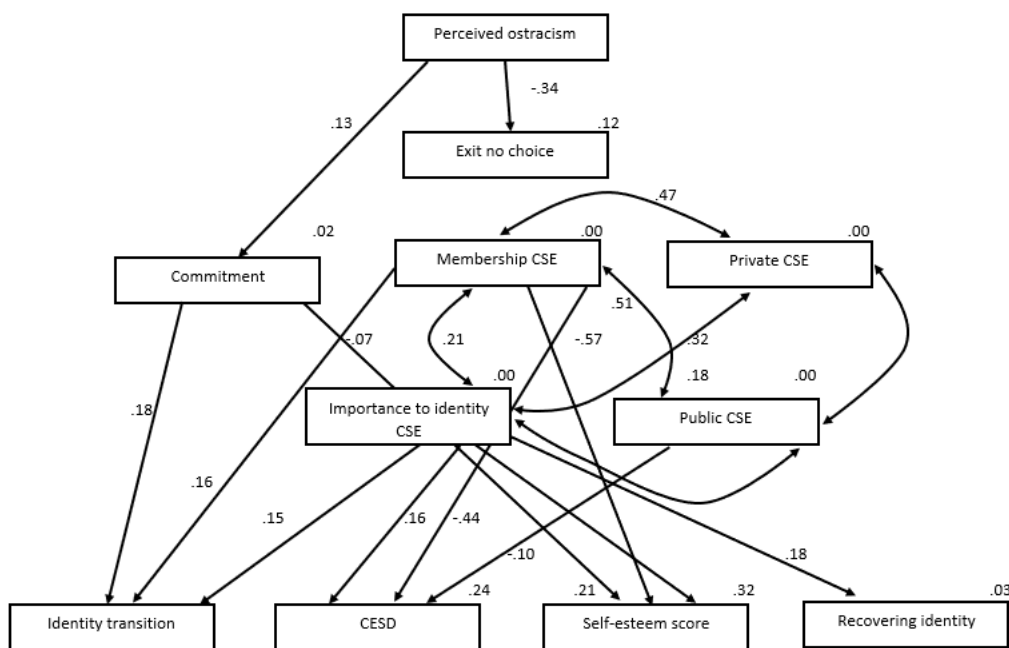 Perceived ostracism
-.34
.13
.12
Exit no choice
.47
.02
.00
.00
Commitment
Membership CSE
Private CSE
.51
-.07
.21
-.57
.32
.00
.18
.00
Importance to identity
CSE
Public CSE
.18
.16
.15
.16
-.44
-.10
.18
.24
.21
.32
.03
Identity transition
CESD
Self-esteem score
Recovering identity